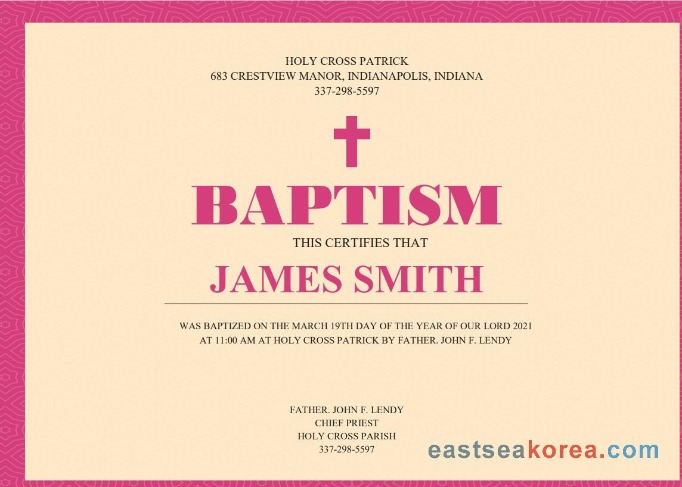 HOLY CROSS PATRICK
683 CRESTVIEW MANOR, INDIANAPOLIS, INDIANA
337-298-5597
BAPTISM
THIS CERTIFIES THAT
JAMES SMITH
WAS BAPTIZED ON THE MARCH 19TH DAY OF THE YEAR OF OUR LORD 2021
AT 11:00 AM AT HOLY CROSS PATRICK BY FATHER. JOHN F. LENDY
FATHER. JOHN F. LENDY
CHIEF PRIEST
HOLY CROSS PARISH
337-298-5597
eastseakorea.com